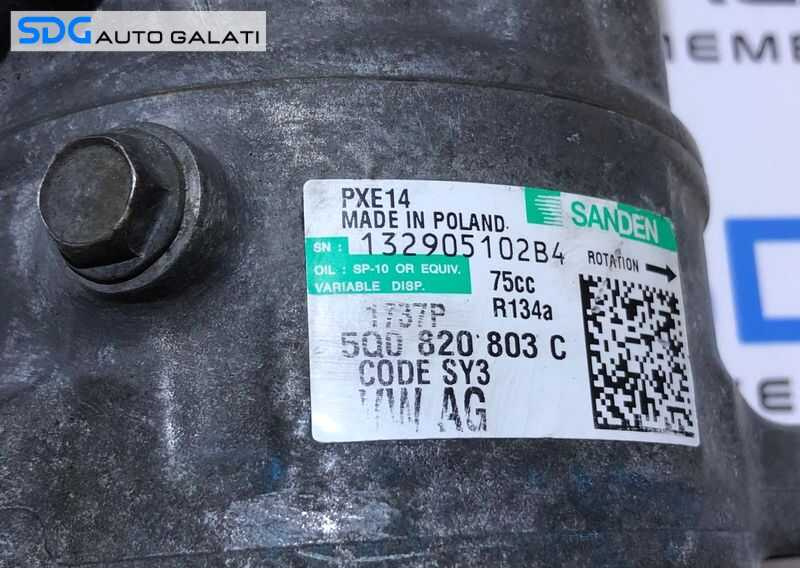 SDG AUTO GALATI
PXE14
MADE IN POLAND.
SANDEN
SN : 132905102B4
ROTATION
OIL : SP-10 OR EQUIV.
VARIABLE DISP.
75cc
R134a
1737P
5Q0 820 803 C
CODE SY3
VW AG